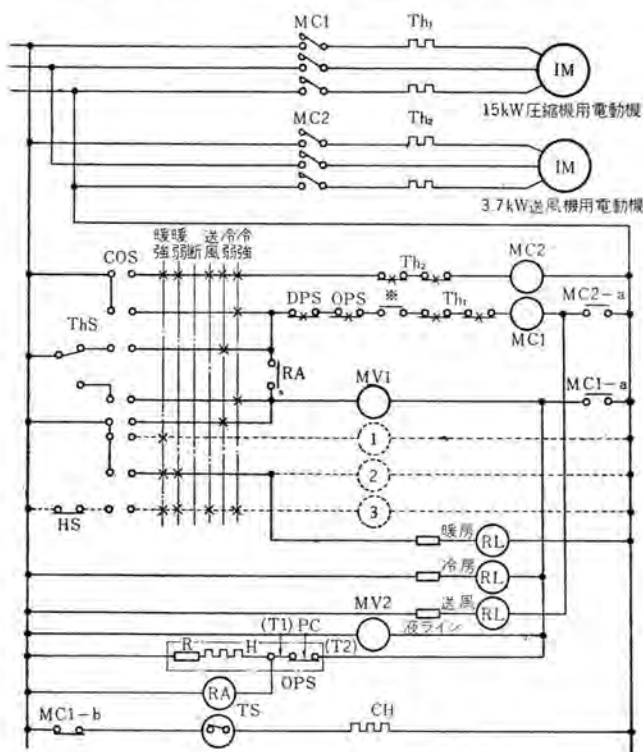 MC1
Th₁
IM
15kW圧縮機用電動機
MC2
Th₂
IM
3.7kW送風機用電動機
暖強
暖弱
断
送風
冷弱
冷強
COS
Th₂
MC2
DPS
OPS
※
Th₁
MC1
MC2-a
ThS
RA
MV1
MC1-a
1
2
3
HS
暖房
RL
冷房
RL
送風
RL
MV2
液ライン
(T1)
PC
(T2)
R
H
OPS
RA
MC1-b
TS
CH